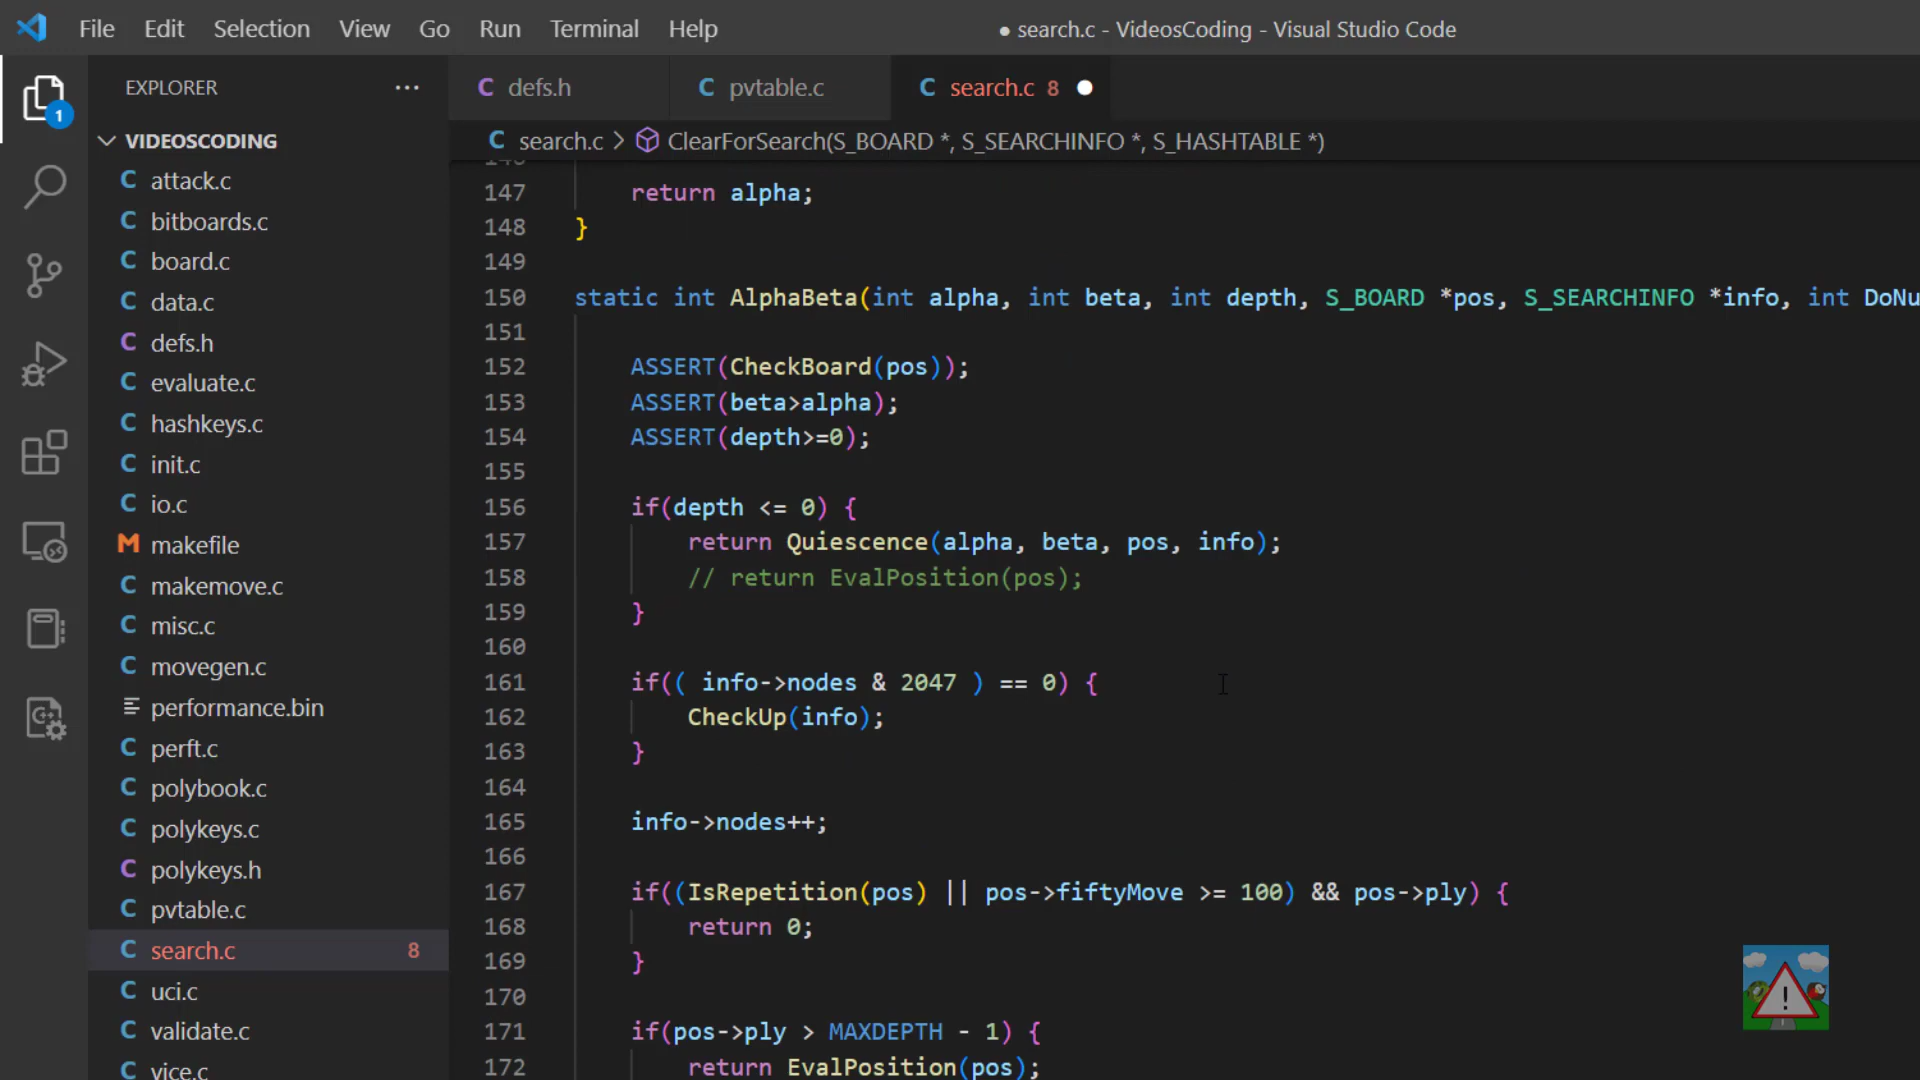 File Edit Selection View Go Run Terminal Help ● search.c - VideosCoding - Visual Studio Code
EXPLORER ···
C defs.h C pvtable.c C search.c 8 ●
1
VIDEOSCODING
C search.c > ClearForSearch(S_BOARD *, S_SEARCHINFO *, S_HASHTABLE *)
C attack.c
C bitboards.c
C board.c
C data.c
C defs.h
C evaluate.c
C hashkeys.c
C init.c
C io.c
M makefile
C makemove.c
C misc.c
C movegen.c
performance.bin
C perft.c
C polybook.c
C polykeys.c
C polykeys.h
C pvtable.c
C search.c 8
C uci.c
C validate.c
C vice.c
146
147 return alpha;
148 }
149
150 static int AlphaBeta(int alpha, int beta, int depth, S_BOARD *pos, S_SEARCHINFO *info, int DoNu
151
152 ASSERT(CheckBoard(pos));
153 ASSERT(beta>alpha);
154 ASSERT(depth>=0);
155
156 if(depth <= 0) {
157 return Quiescence(alpha, beta, pos, info);
158 // return EvalPosition(pos);
159 }
160
161 if(( info->nodes & 2047 ) == 0) {
162 CheckUp(info);
163 }
164
165 info->nodes++;
166
167 if((IsRepetition(pos) || pos->fiftyMove >= 100) && pos->ply) {
168 return 0;
169 }
170
171 if(pos->ply > MAXDEPTH - 1) {
172 return EvalPosition(pos);